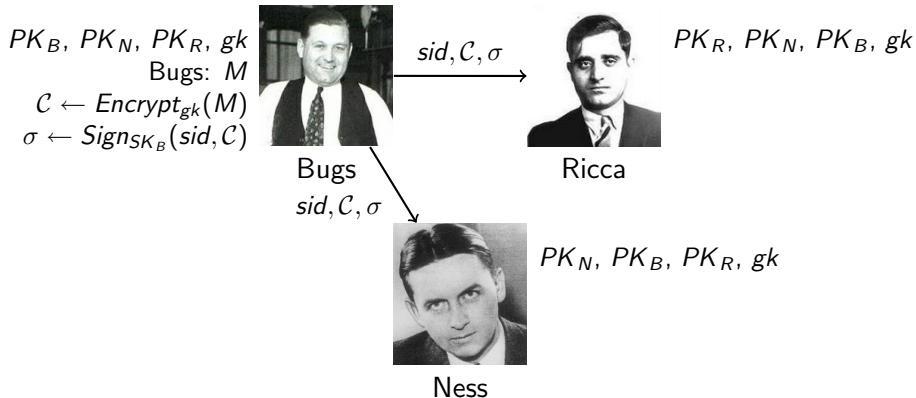 PK_B, PK_N, PK_R, gk
Bugs: M
C ← Encrypt_gk(M)
σ ← Sign_SK_B(sid, C)
sid, C, σ
PK_R, PK_N, PK_B, gk
Bugs
Ricca
sid, C, σ
PK_N, PK_B, PK_R, gk
Ness